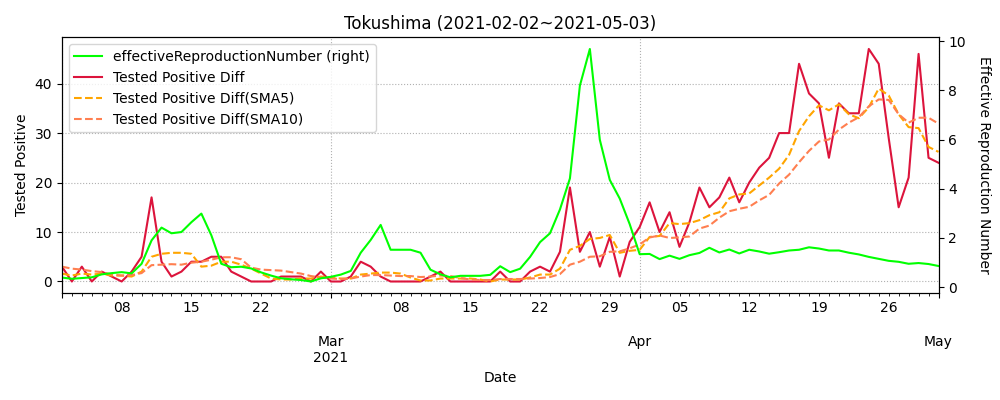 Tokushima (2021-02-02~2021-05-03)
effectiveReproductionNumber (right)
Tested Positive Diff
Tested Positive Diff(SMA5)
Tested Positive Diff(SMA10)
Tested Positive
40
30
20
10
0
Effective Reproduction Number
10
8
6
4
2
0
08 15 22 08 15 22 29 05 12 19 26
Mar Apr May
2021
Date